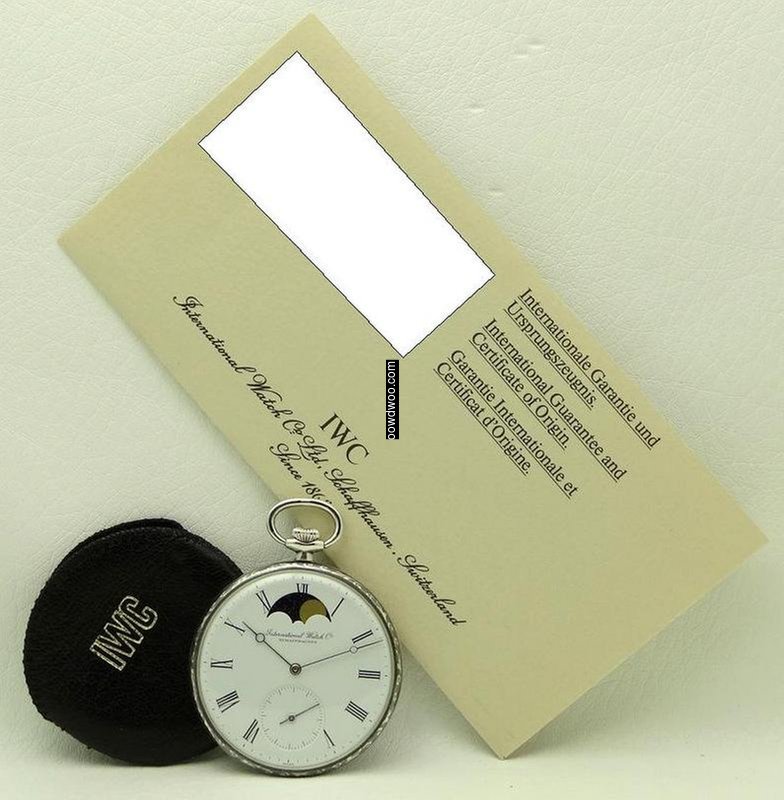 Internationale Garantie und
Ursprungszeugnis.
International Guarantee and
Certificate of Origin.
Garantie Internationale et
Certificat d'Origine.
IWC
International Watch Co Ltd, Schaffhausen, Switzerland
Since
IWC
International Watch Co
SCHAFFHAUSEN